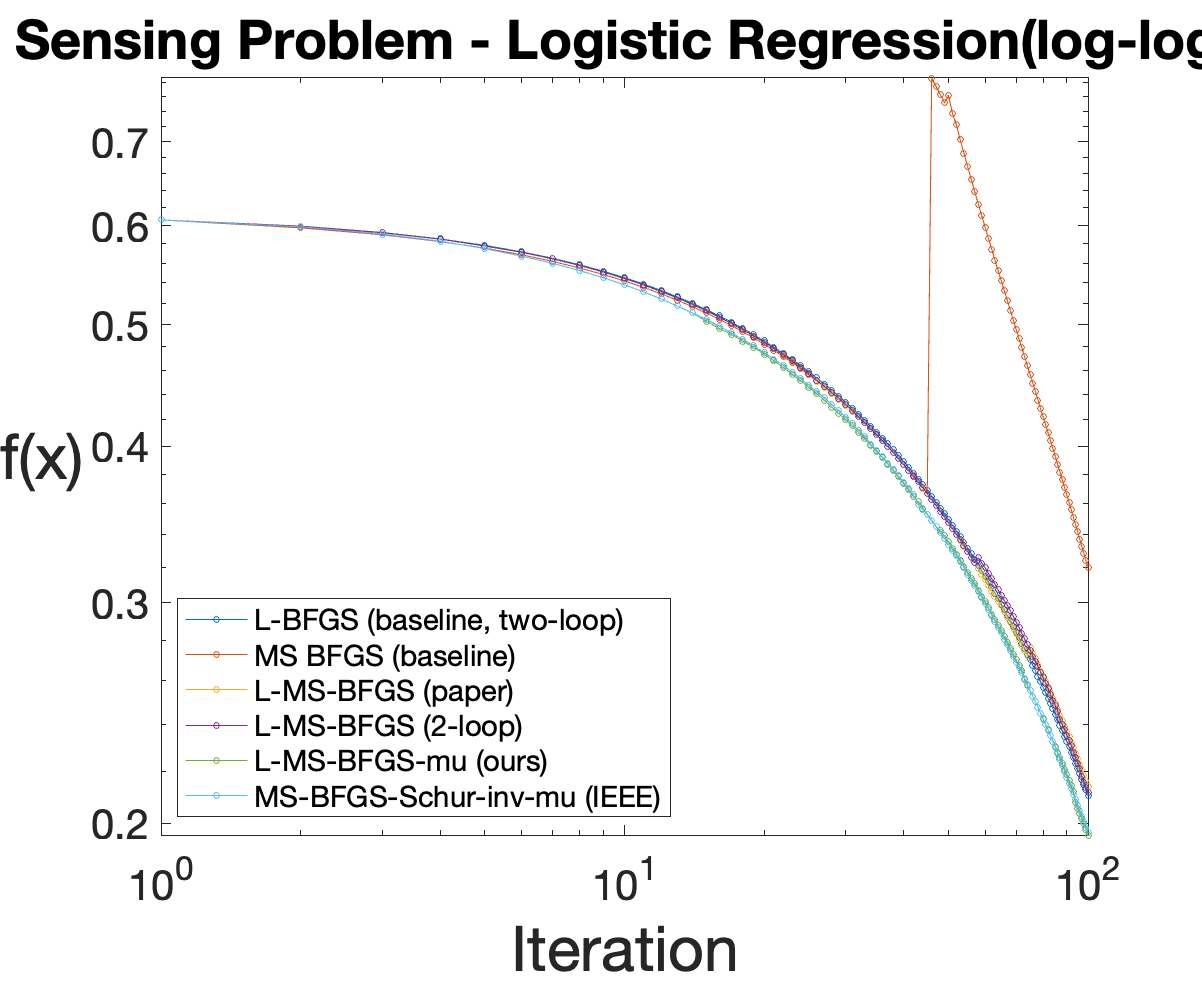 Sensing Problem - Logistic Regression(log-log
0.7
0.6
0.5
0.4
0.3
0.2
f(x)
L-BFGS (baseline, two-loop)
MS BFGS (baseline)
L-MS-BFGS (paper)
L-MS-BFGS (2-loop)
L-MS-BFGS-mu (ours)
MS-BFGS-Schur-inv-mu (IEEE)
10^0 10^1 10^2
Iteration